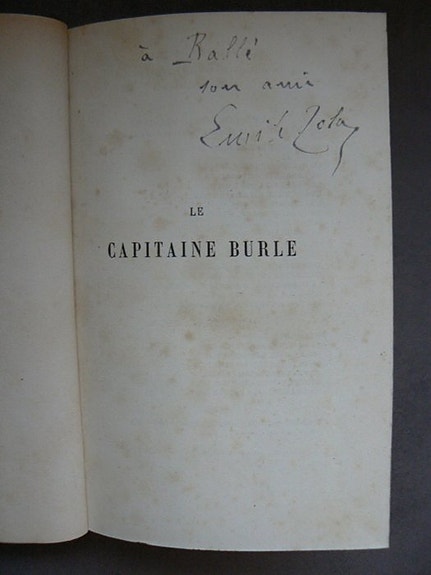 à Ballé
son ami
Emile Zola
LE
CAPITAINE BURLE